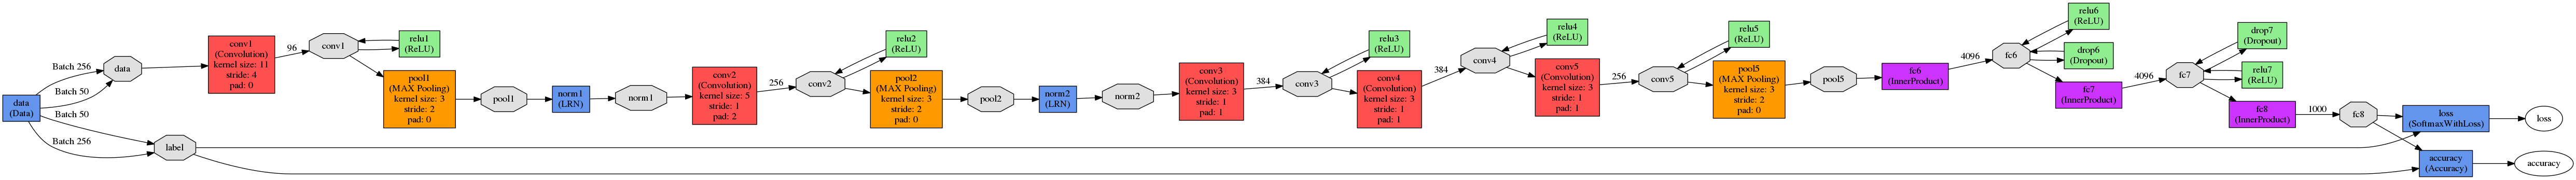 data
(Data)
Batch 256
Batch 50
Batch 50
Batch 256
data
label
conv1
(Convolution)
kernel size: 11
stride: 4
pad: 0
96
conv1
relu1
(ReLU)
pool1
(MAX Pooling)
kernel size: 3
stride: 2
pad: 0
pool1
norm1
(LRN)
norm1
conv2
(Convolution)
kernel size: 5
stride: 1
pad: 2
256
conv2
relu2
(ReLU)
pool2
(MAX Pooling)
kernel size: 3
stride: 2
pad: 0
pool2
norm2
(LRN)
norm2
conv3
(Convolution)
kernel size: 3
stride: 1
pad: 1
384
conv3
relu3
(ReLU)
conv4
(Convolution)
kernel size: 3
stride: 1
pad: 1
384
conv4
relu4
(ReLU)
conv5
(Convolution)
kernel size: 3
stride: 1
pad: 1
256
conv5
relu5
(ReLU)
pool5
(MAX Pooling)
kernel size: 3
stride: 2
pad: 0
pool5
fc6
(InnerProduct)
4096
fc6
relu6
(ReLU)
drop6
(Dropout)
fc7
(InnerProduct)
4096
fc7
drop7
(Dropout)
relu7
(ReLU)
fc8
(InnerProduct)
1000
fc8
loss
(SoftmaxWithLoss)
loss
accuracy
(Accuracy)
accuracy